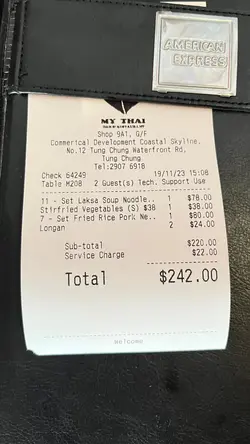 AMERICAN
EXPRESS
MY THAI
Shop 9A1, G/F
Commerical Development Coastal Skyline,
No.12 Tung Chung Waterfront Rd,
Tung Chung
Tel:2907 6918
Check 64249 19/11/23 15:08
Table M208 2 Guest(s) Tech. Support Use
11 - Set Laksa Soup Noodle.. 1 $78.00
Stirfried Vegetables (S) $38 1 $38.00
7 - Set Fried Rice Pork Ne.. 1 $80.00
Longan 2 $24.00
Sub-total $220.00
Service Charge $22.00
Total $242.00